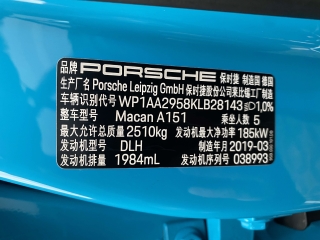 品牌 PORSCHE 保时捷 制造国 德国
生产厂名 Porsche Leipzig GmbH 保时捷股份公司莱比锡工厂制造
车辆识别代号 WP1AA2958KLB28143 1,0%
整车型号 Macan A151 乘坐人数 5
最大允许总质量 2510kg 发动机最大净功率 185kW
发动机型号 DLH 制造年月 2019-03
发动机排量 1984mL 发动机序列号 038993